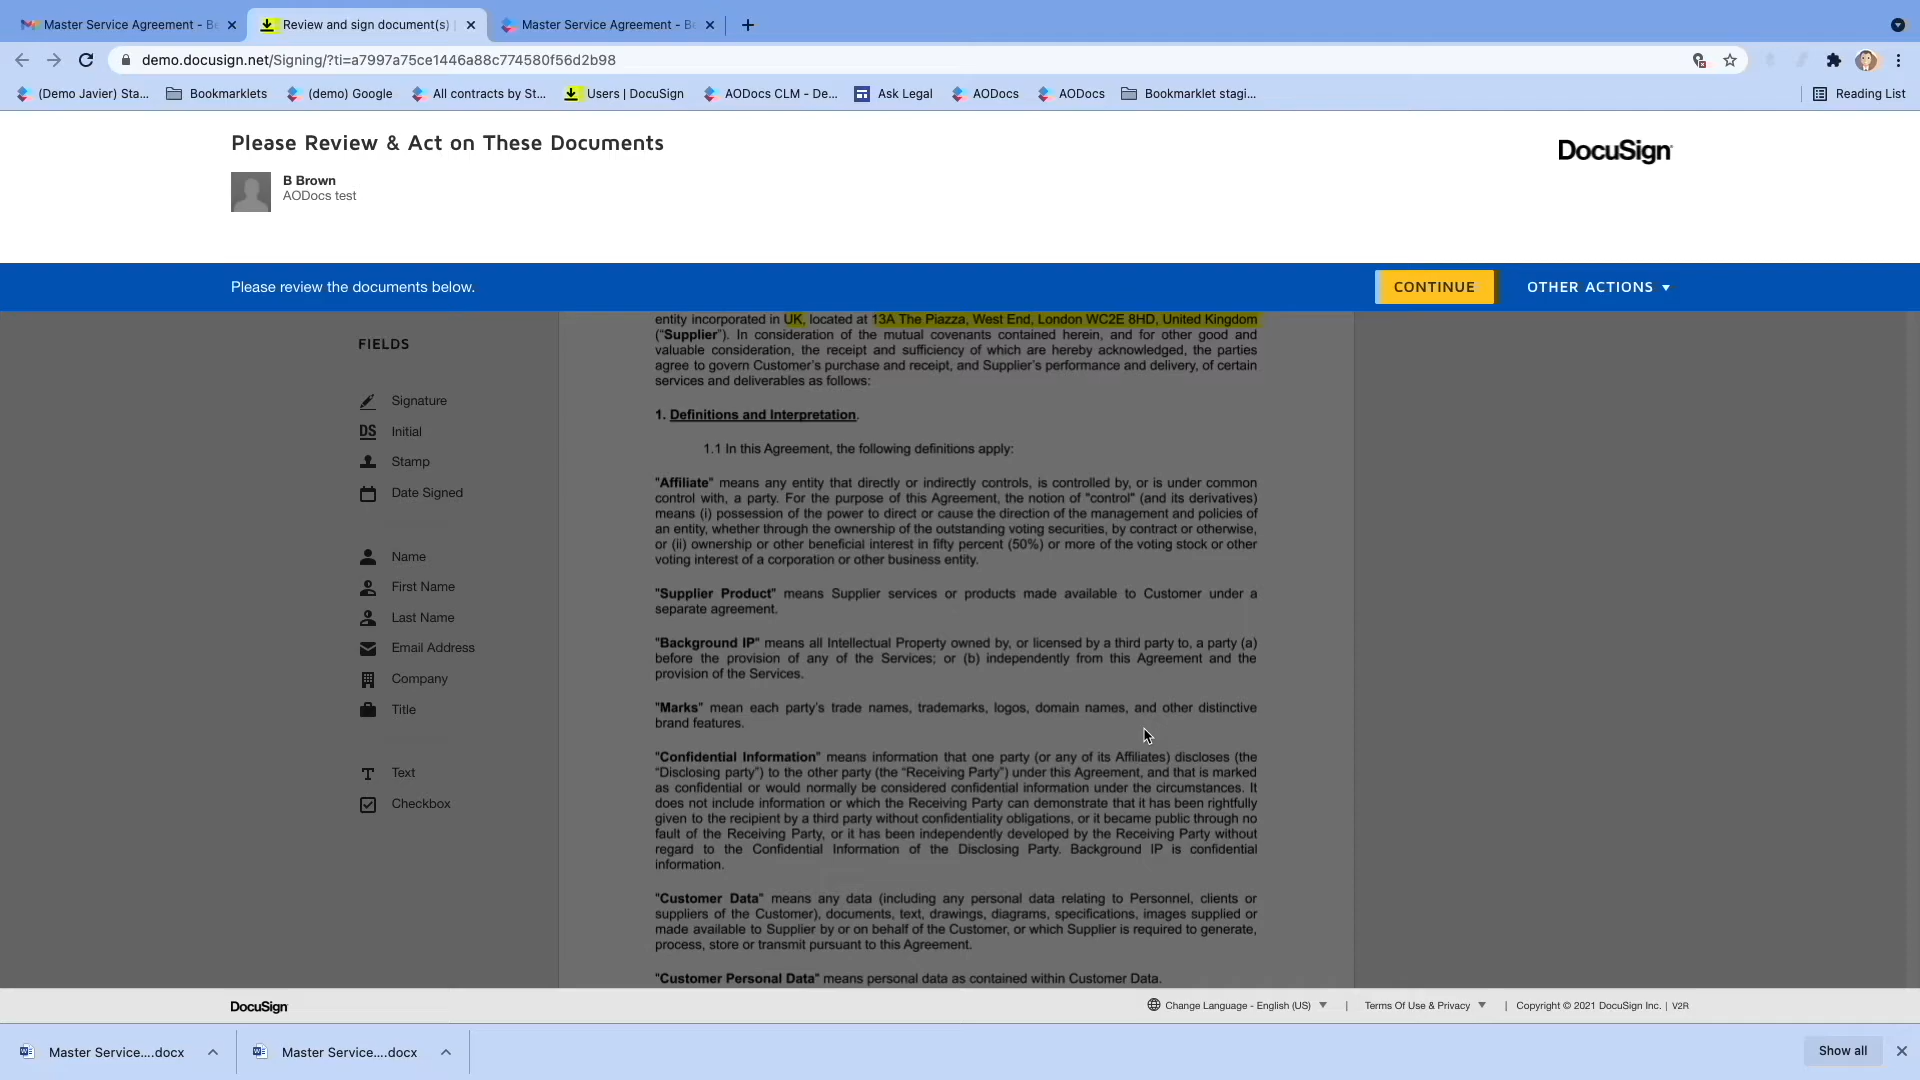 Master Service Agreement - Be
Review and sign document(s) |
Master Service Agreement - Be
demo.docusign.net/Signing/?ti=a7997a75ce1446a88c774580f56d2b98
(Demo Javier) Sta...
Bookmarklets
(demo) Google
All contracts by St...
Users | DocuSign
AODocs CLM - De...
Ask Legal
AODocs
AODocs
Bookmarklet stagi...
Reading List
Please Review & Act on These Documents
DocuSign
B Brown
AODocs test
Please review the documents below.
CONTINUE
OTHER ACTIONS
FIELDS
Signature
DS Initial
Stamp
Date Signed
Name
First Name
Last Name
Email Address
Company
Title
T Text
Checkbox
entity incorporated in UK, located at 13A The Piazza, West End, London WC2E 8HD, United Kingdom
(“Supplier”). In consideration of the mutual covenants contained herein, and for other good and
valuable consideration, the receipt and sufficiency of which are hereby acknowledged, the parties
agree to govern Customer’s purchase and receipt, and Supplier’s performance and delivery, of certain
services and deliverables as follows:
1. Definitions and Interpretation.
1.1 In this Agreement, the following definitions apply:
"Affiliate" means any entity that directly or indirectly controls, is controlled by, or is under common
control with, a party. For the purpose of this Agreement, the notion of "control" (and its derivatives)
means (i) possession of the power to direct or cause the direction of the management and policies of
an entity, whether through the ownership of the outstanding voting securities, by contract or otherwise,
or (ii) ownership or other beneficial interest in fifty percent (50%) or more of the voting stock or other
voting interest of a corporation or other business entity.
"Supplier Product" means Supplier services or products made available to Customer under a
separate agreement.
"Background IP" means all Intellectual Property owned by, or licensed by a third party to, a party (a)
before the provision of any of the Services; or (b) independently from this Agreement and the
provision of the Services.
"Marks" mean each party’s trade names, trademarks, logos, domain names, and other distinctive
brand features.
"Confidential Information" means information that one party (or any of its Affiliates) discloses (the
“Disclosing party”) to the other party (the “Receiving Party”) under this Agreement, and that is marked
as confidential or would normally be considered confidential information under the circumstances. It
does not include information or which the Receiving Party can demonstrate that it has been rightfully
given to the recipient by a third party without confidentiality obligations, or it became public through no
fault of the Receiving Party, or it has been independently developed by the Receiving Party without
regard to the Confidential Information of the Disclosing Party. Background IP is confidential
information.
"Customer Data" means any data (including any personal data relating to Personnel, clients or
suppliers of the Customer), documents, text, drawings, diagrams, specifications, images supplied or
made available to Supplier by or on behalf of the Customer, or which Supplier is required to generate,
process, store or transmit pursuant to this Agreement.
"Customer Personal Data" means personal data as contained within Customer Data.
DocuSign
Change Language - English (US) | Terms Of Use & Privacy | Copyright © 2021 DocuSign Inc. | V2R
Master Service....docx
Master Service....docx
Show all